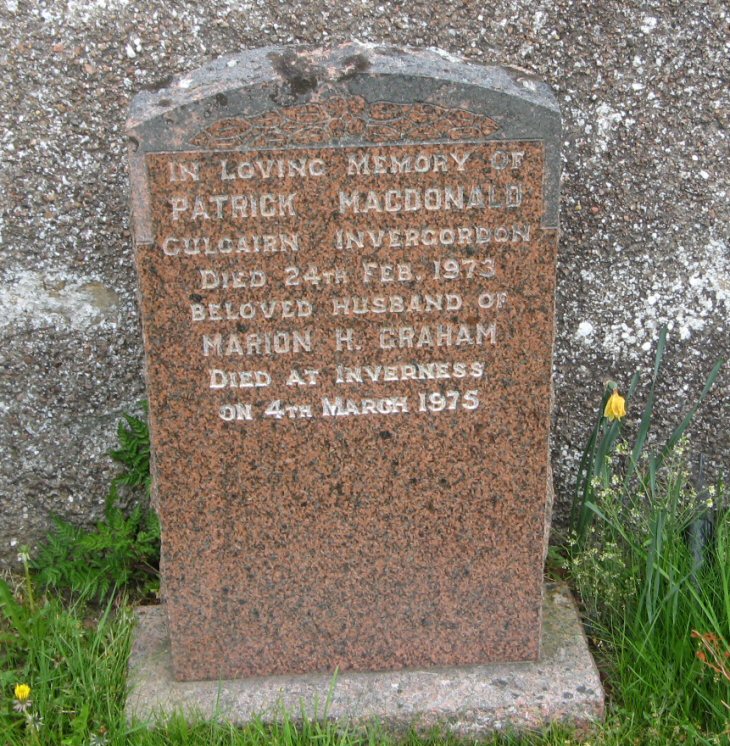 IN LOVING MEMORY OF
PATRICK MACDONALD
CULCAIRN INVERGORDON
DIED 24TH FEB. 1973
BELOVED HUSBAND OF
MARION H. GRAHAM
DIED AT INVERNESS
ON 4TH MARCH 1975